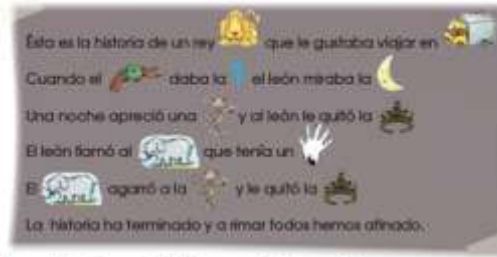 Ésta es la historia de un rey que le gustaba viajar en
Cuando el daba la el león miraba la
Una noche apreció una y al león le quitó la
El león llamó al que tenía un
El agarró a la y le quitó la
La historia ha terminado y a rimar todos hemos atinado.